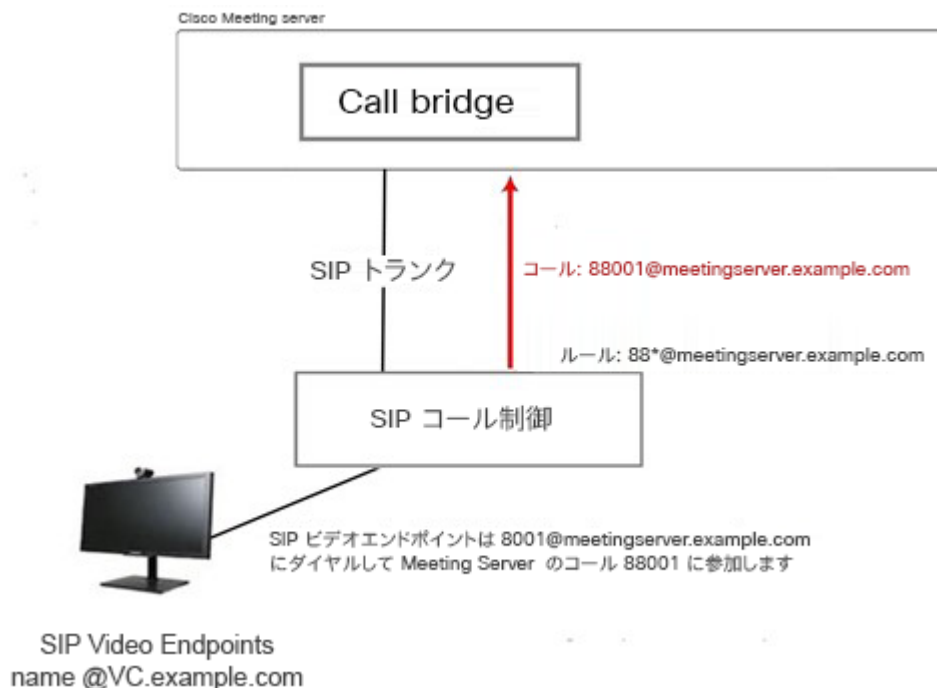 Cisco Meeting server
Call bridge
SIP トランク
コール: 88001@meetingserver.example.com
ルール: 88*@meetingserver.example.com
SIP コール制御
SIP ビデオエンドポイントは 8001@meetingserver.example.com
にダイヤルして Meeting Server のコール 88001 に参加します
SIP Video Endpoints
name @VC.example.com